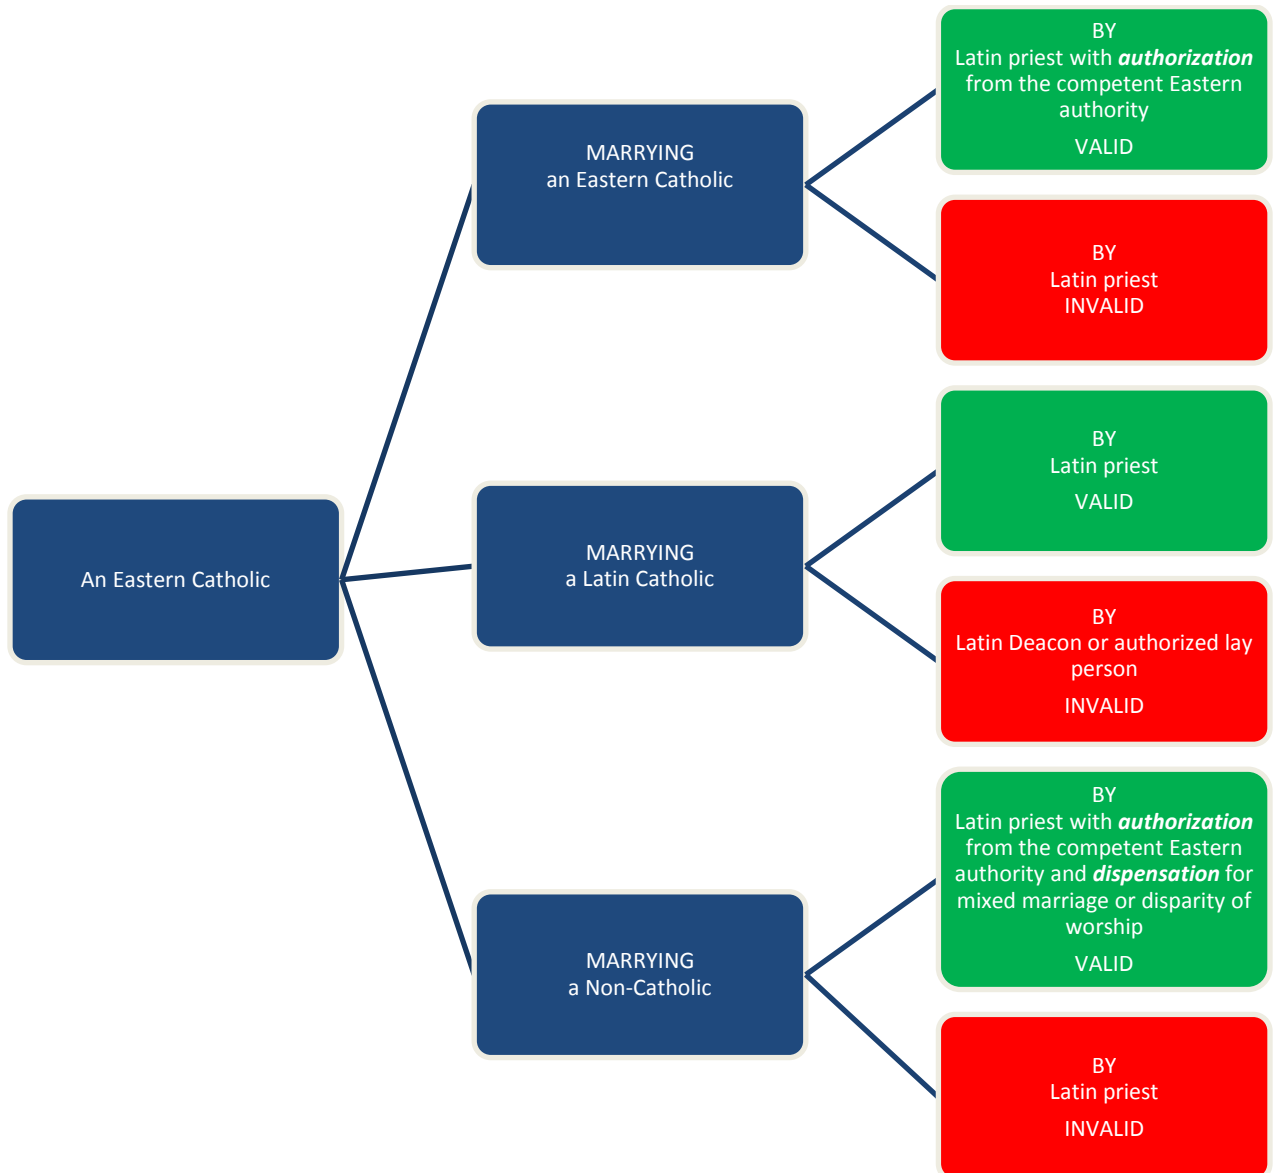 An Eastern Catholic
MARRYING
an Eastern Catholic
BY
Latin priest with authorization
from the competent Eastern
authority
VALID
BY
Latin priest
INVALID
MARRYING
a Latin Catholic
BY
Latin priest
VALID
BY
Latin Deacon or authorized lay
person
INVALID
MARRYING
a Non-Catholic
BY
Latin priest with authorization
from the competent Eastern
authority and dispensation for
mixed marriage or disparity of
worship
VALID
BY
Latin priest
INVALID